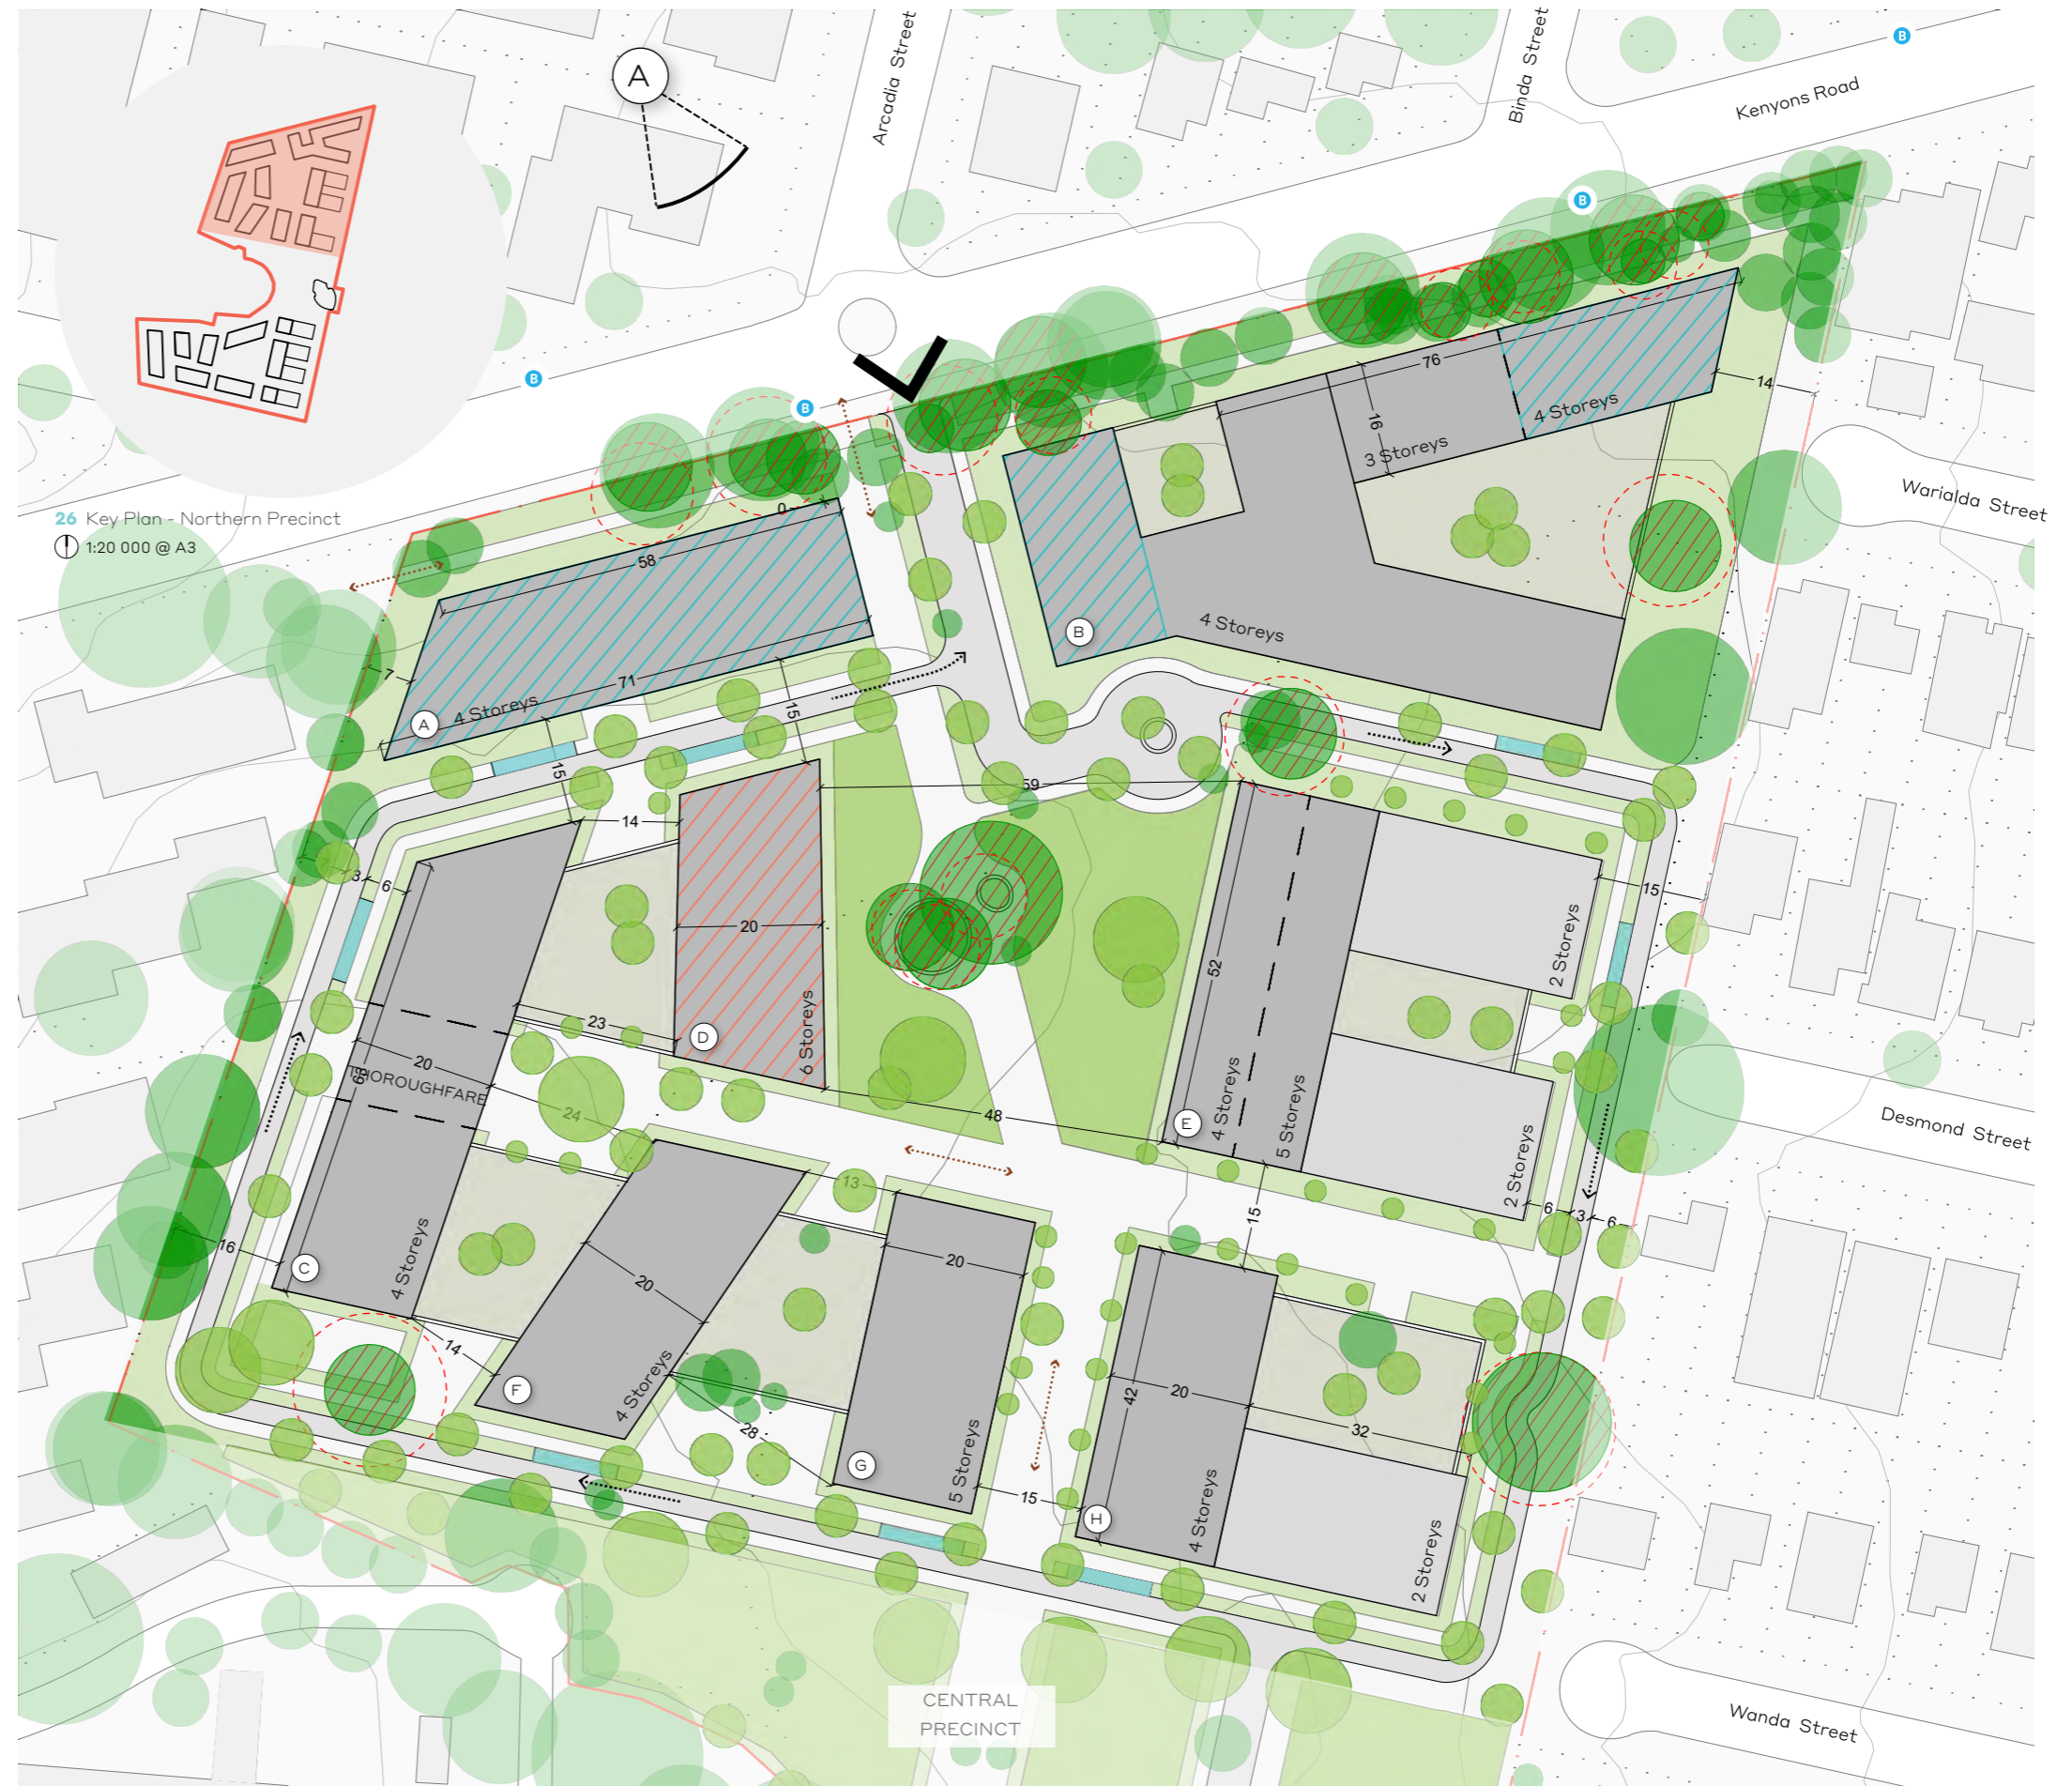 A
Arcadia Street
Binda Street
B
Kenyons Road
B
B
B
26 Key Plan - Northern Precinct
1:20 000 @ A3
76
14
16
4 Storeys
3 Storeys
Warialda Street
0
58
B
4 Storeys
7
71
A
4 Storeys
15
15
59
14
3
6
20
52
15
2 Storeys
23
D
6 Storeys
20
65
THOROUGHFARE
24
48
E
4 Storeys
5 Storeys
2 Storeys
Desmond Street
13
6
3
6
15
16
C
4 Storeys
20
20
14
F
4 Storeys
28
G
5 Storeys
15
42
20
32
H
4 Storeys
2 Storeys
CENTRAL
PRECINCT
Wanda Street